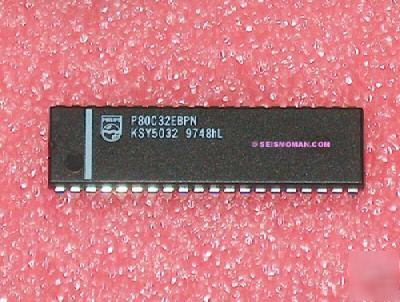 PHILIPS
P80C32EBPN
KSY5032 9748hL
© SEISNOMAN.COM